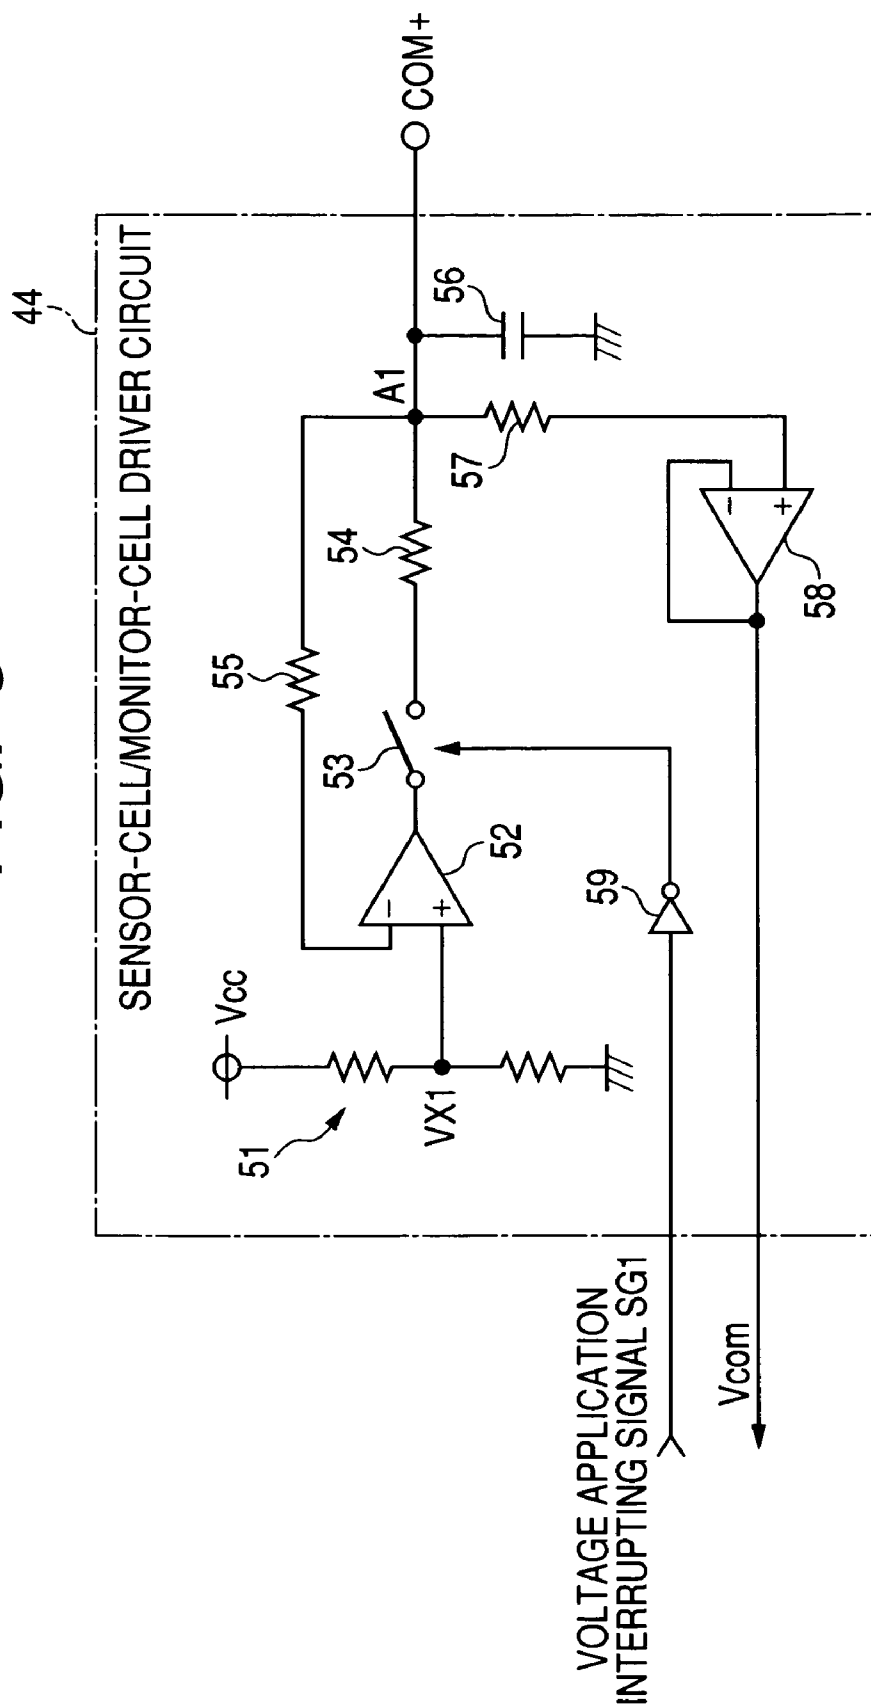 44
SENSOR-CELL/MONITOR-CELL DRIVER CIRCUIT
Vcc
51
VX1
55
52
53
54
A1
COM+
56
57
58
59
VOLTAGE APPLICATION
INTERRUPTING SIGNAL SG1
Vcom
-
+
-
+